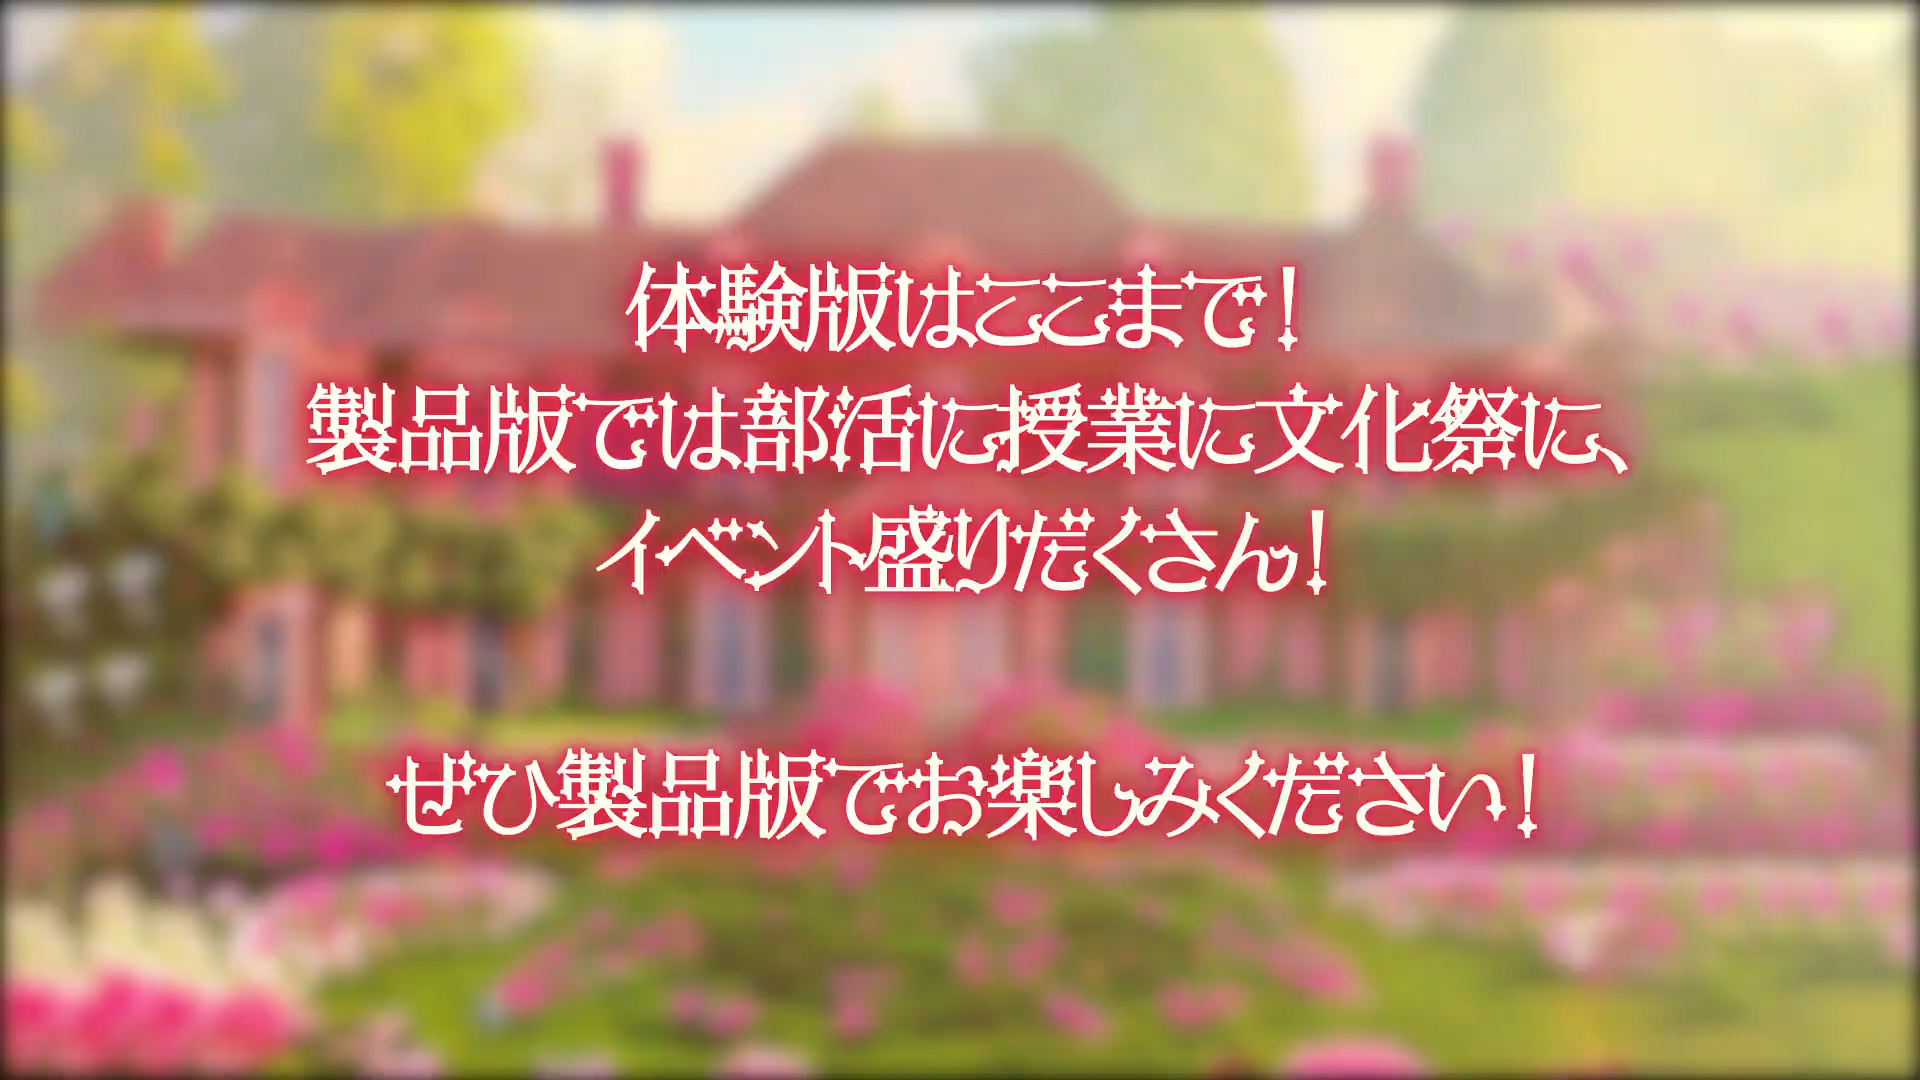 体験版はここまで！
製品版では部活に授業に文化祭に、
イベント盛りだくさん！
ぜひ製品版でお楽しみください！